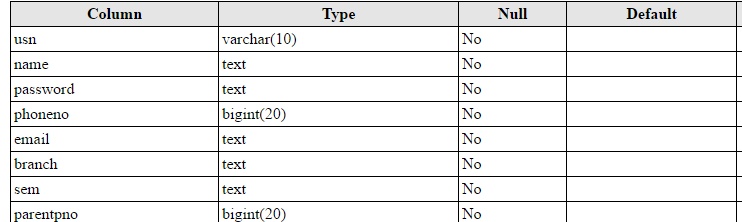 Column Type Null Default
usn varchar(10) No
name text No
password text No
phoneno bigint(20) No
email text No
branch text No
sem text No
parentpno bigint(20) No